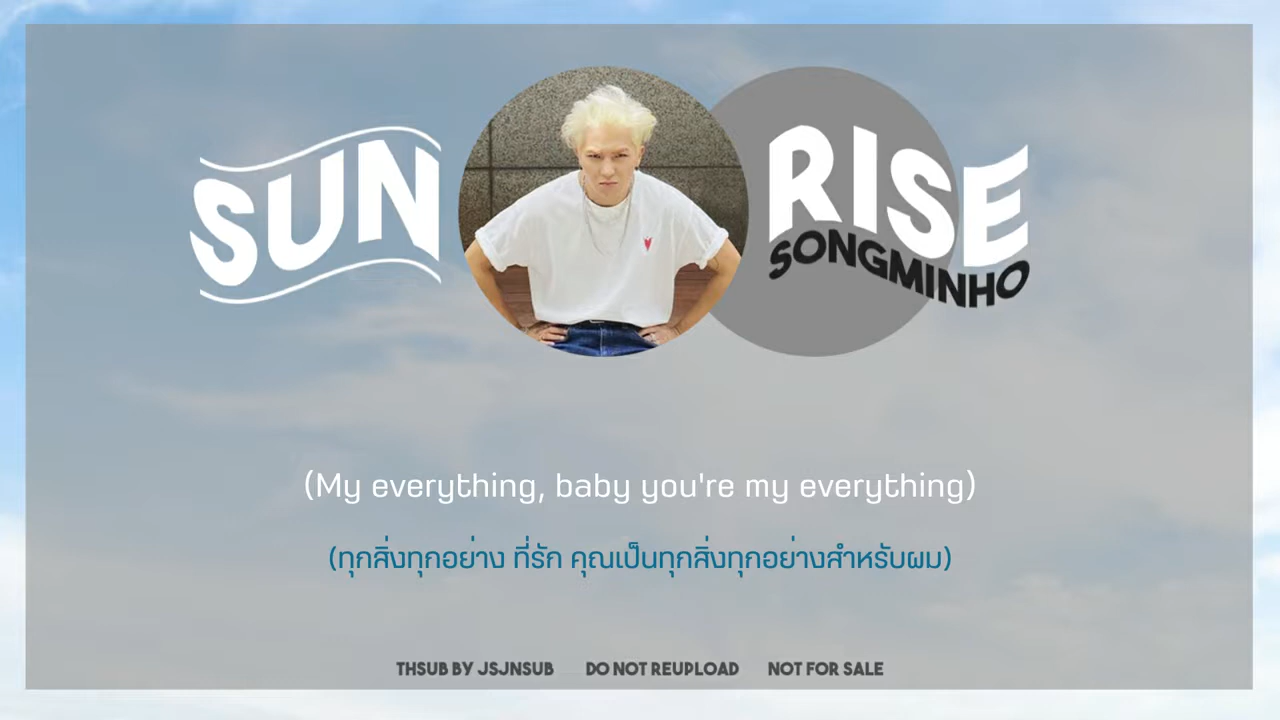 SUN RISE
SONGMINHO
(My everything, baby you're my everything)
(ทุกสิ่งทุกอย่าง ที่รัก คุณเป็นทุกสิ่งทุกอย่างสำหรับผม)
THSUB BY JSJNSUB DO NOT REUPLOAD NOT FOR SALE